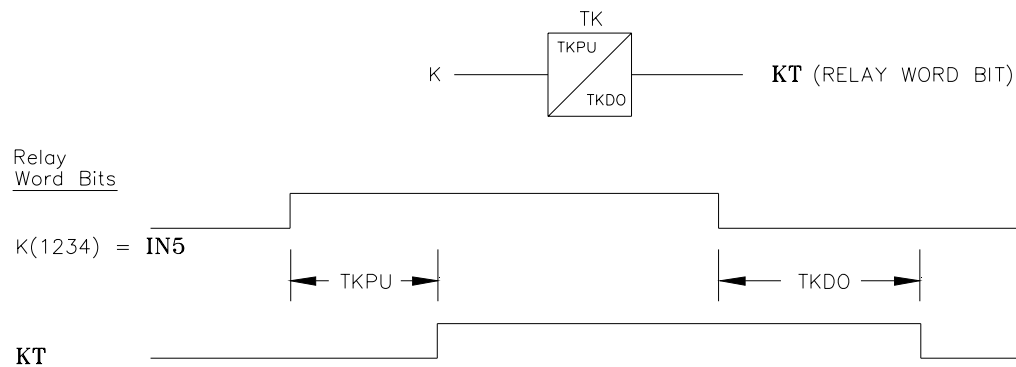 TK
TKPU
TKDO
K
KT (RELAY WORD BIT)
Relay
Word Bits
K(1234) = IN5
TKPU
TKDO
KT